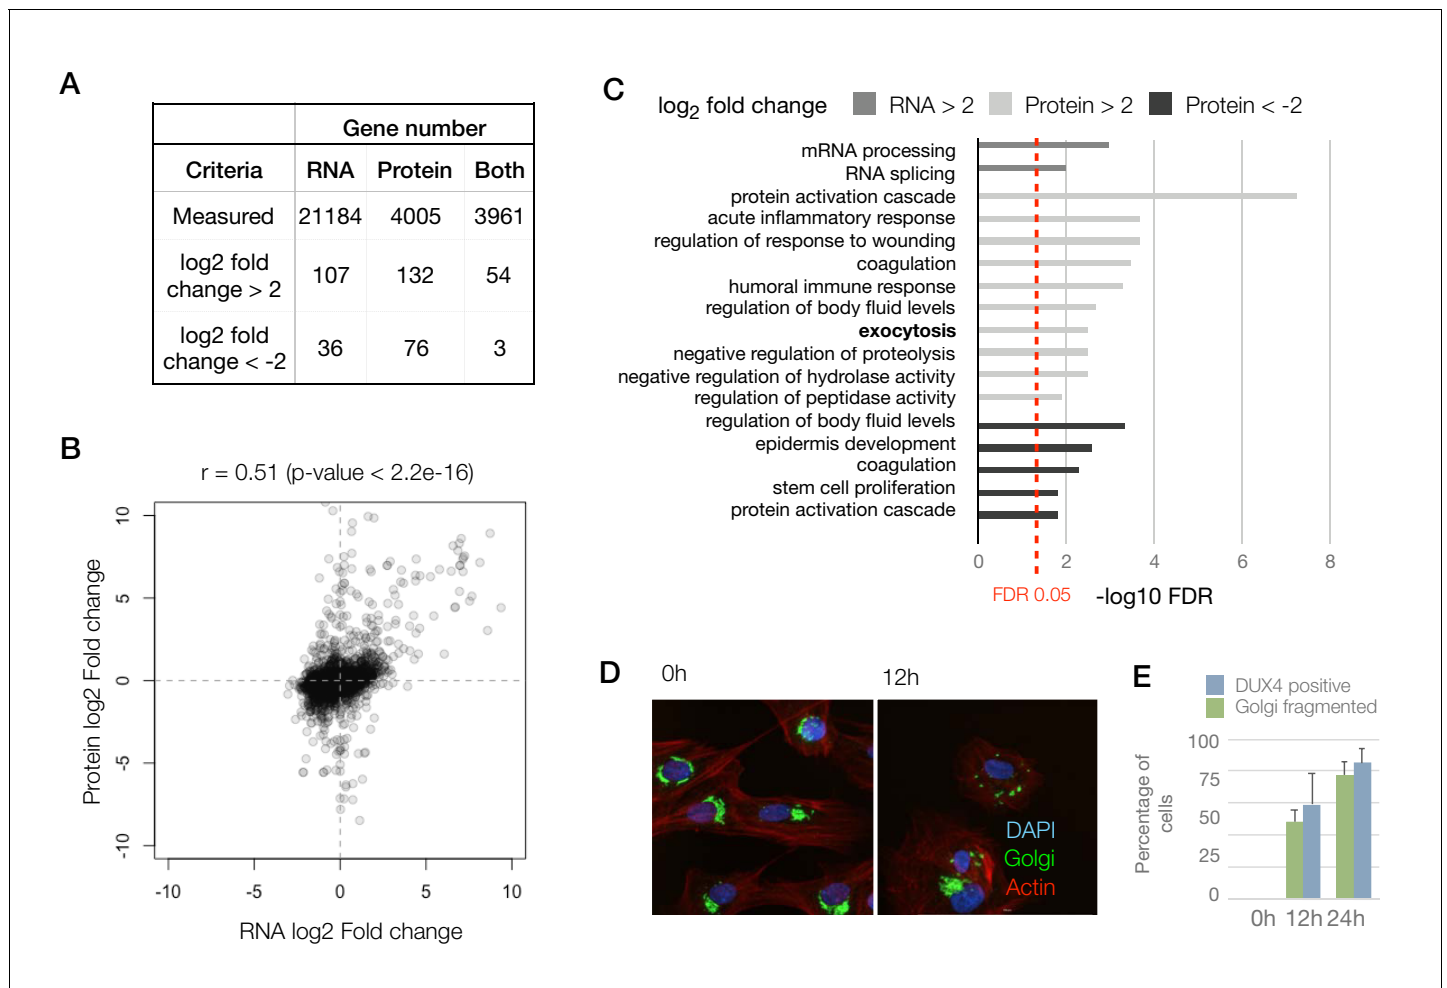 A
Gene number
Criteria RNA Protein Both
Measured 21184 4005 3961
log2 fold
change > 2 107 132 54
log2 fold
change < -2 36 76 3
B
r = 0.51 (p-value < 2.2e-16)
10
5
0
-5
-10
Protein log2 Fold change
-10 -5 0 5 10
RNA log2 Fold change
C
log2 fold change RNA > 2 Protein > 2 Protein < -2
mRNA processing
RNA splicing
protein activation cascade
acute inflammatory response
regulation of response to wounding
coagulation
humoral immune response
regulation of body fluid levels
exocytosis
negative regulation of proteolysis
negative regulation of hydrolase activity
regulation of peptidase activity
regulation of body fluid levels
epidermis development
coagulation
stem cell proliferation
protein activation cascade
0 2 4 6 8
FDR 0.05 -log10 FDR
D
0h 12h
DAPI
Golgi
Actin
E
DUX4 positive
Golgi fragmented
100
75
50
25
0
Percentage of
cells
0h 12h 24h